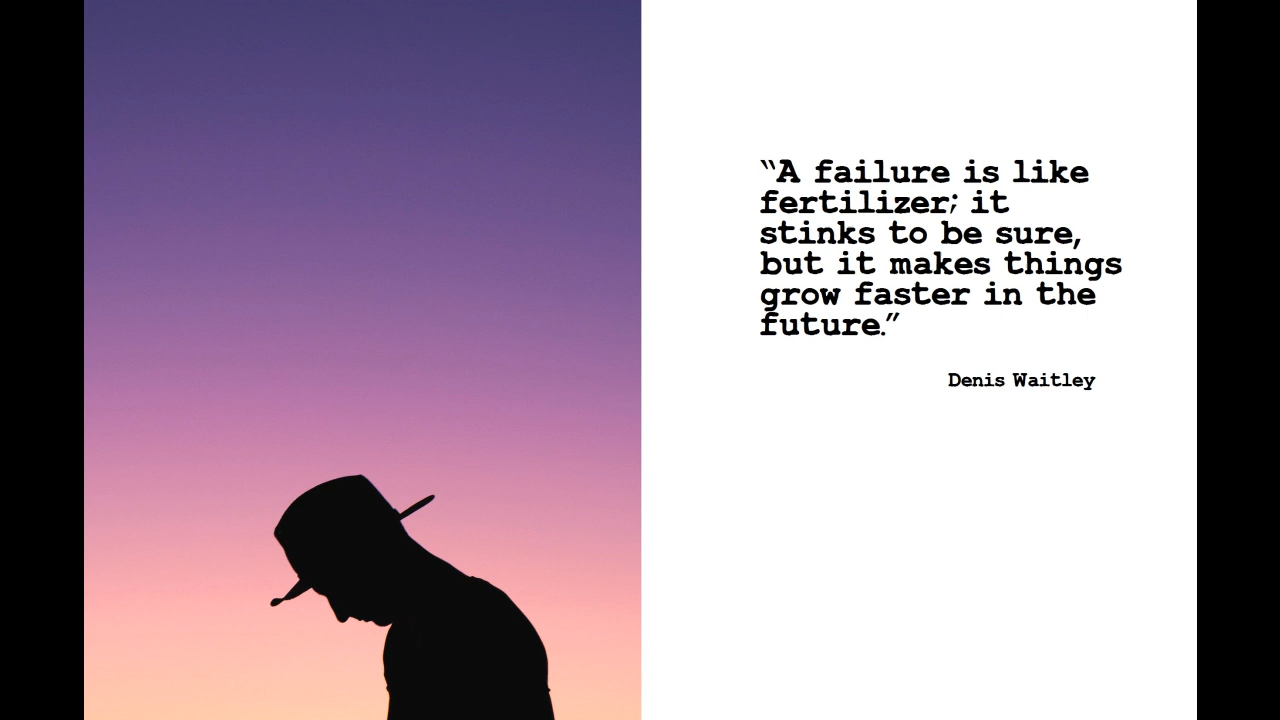 “A failure is like
fertilizer; it
stinks to be sure,
but it makes things
grow faster in the
future.”
Denis Waitley